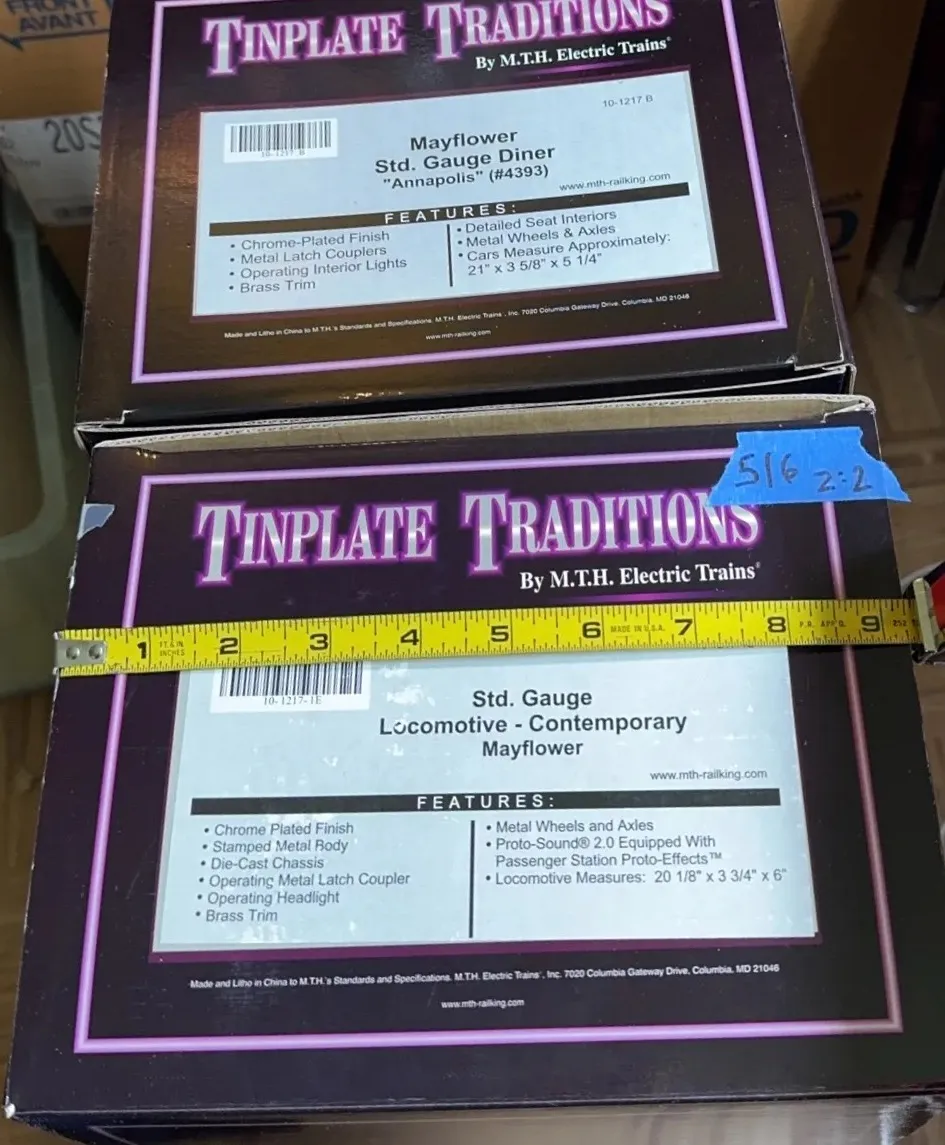 FRONT
AVANT
20S
TINPLATE TRADITIONS
By M.T.H. Electric Trains®
10-1217 B
10-1217 B
Mayflower
Std. Gauge Diner
"Annapolis" (#4393)
www.mth-railking.com
FEATURES:
• Chrome-Plated Finish
• Metal Latch Couplers
• Operating Interior Lights
• Brass Trim
• Detailed Seat Interiors
• Metal Wheels & Axles
• Cars Measure Approximately:
21" x 3 5/8" x 5 1/4"
Made and Litho in China to M.T.H.'s Standards and Specifications. M.T.H. Electric Trains®, Inc. 7020 Columbia Gateway Drive, Columbia, MD 21046
www.mth-railking.com
516 2:2
TINPLATE TRADITIONS
By M.T.H. Electric Trains®
1 FT. & IN. INCHES 2 3 4 5 6 MADE IN U.S.A. 7 8 P.R. APP'D. 9 252
10-1217-1E
Std. Gauge
Locomotive - Contemporary
Mayflower
www.mth-railking.com
FEATURES:
• Chrome Plated Finish
• Stamped Metal Body
• Die-Cast Chassis
• Operating Metal Latch Coupler
• Operating Headlight
• Brass Trim
• Metal Wheels and Axles
• Proto-Sound® 2.0 Equipped With
Passenger Station Proto-Effects™
• Locomotive Measures: 20 1/8" x 3 3/4" x 6"
Made and Litho in China to M.T.H.'s Standards and Specifications. M.T.H. Electric Trains®, Inc. 7020 Columbia Gateway Drive, Columbia, MD 21046
www.mth-railking.com